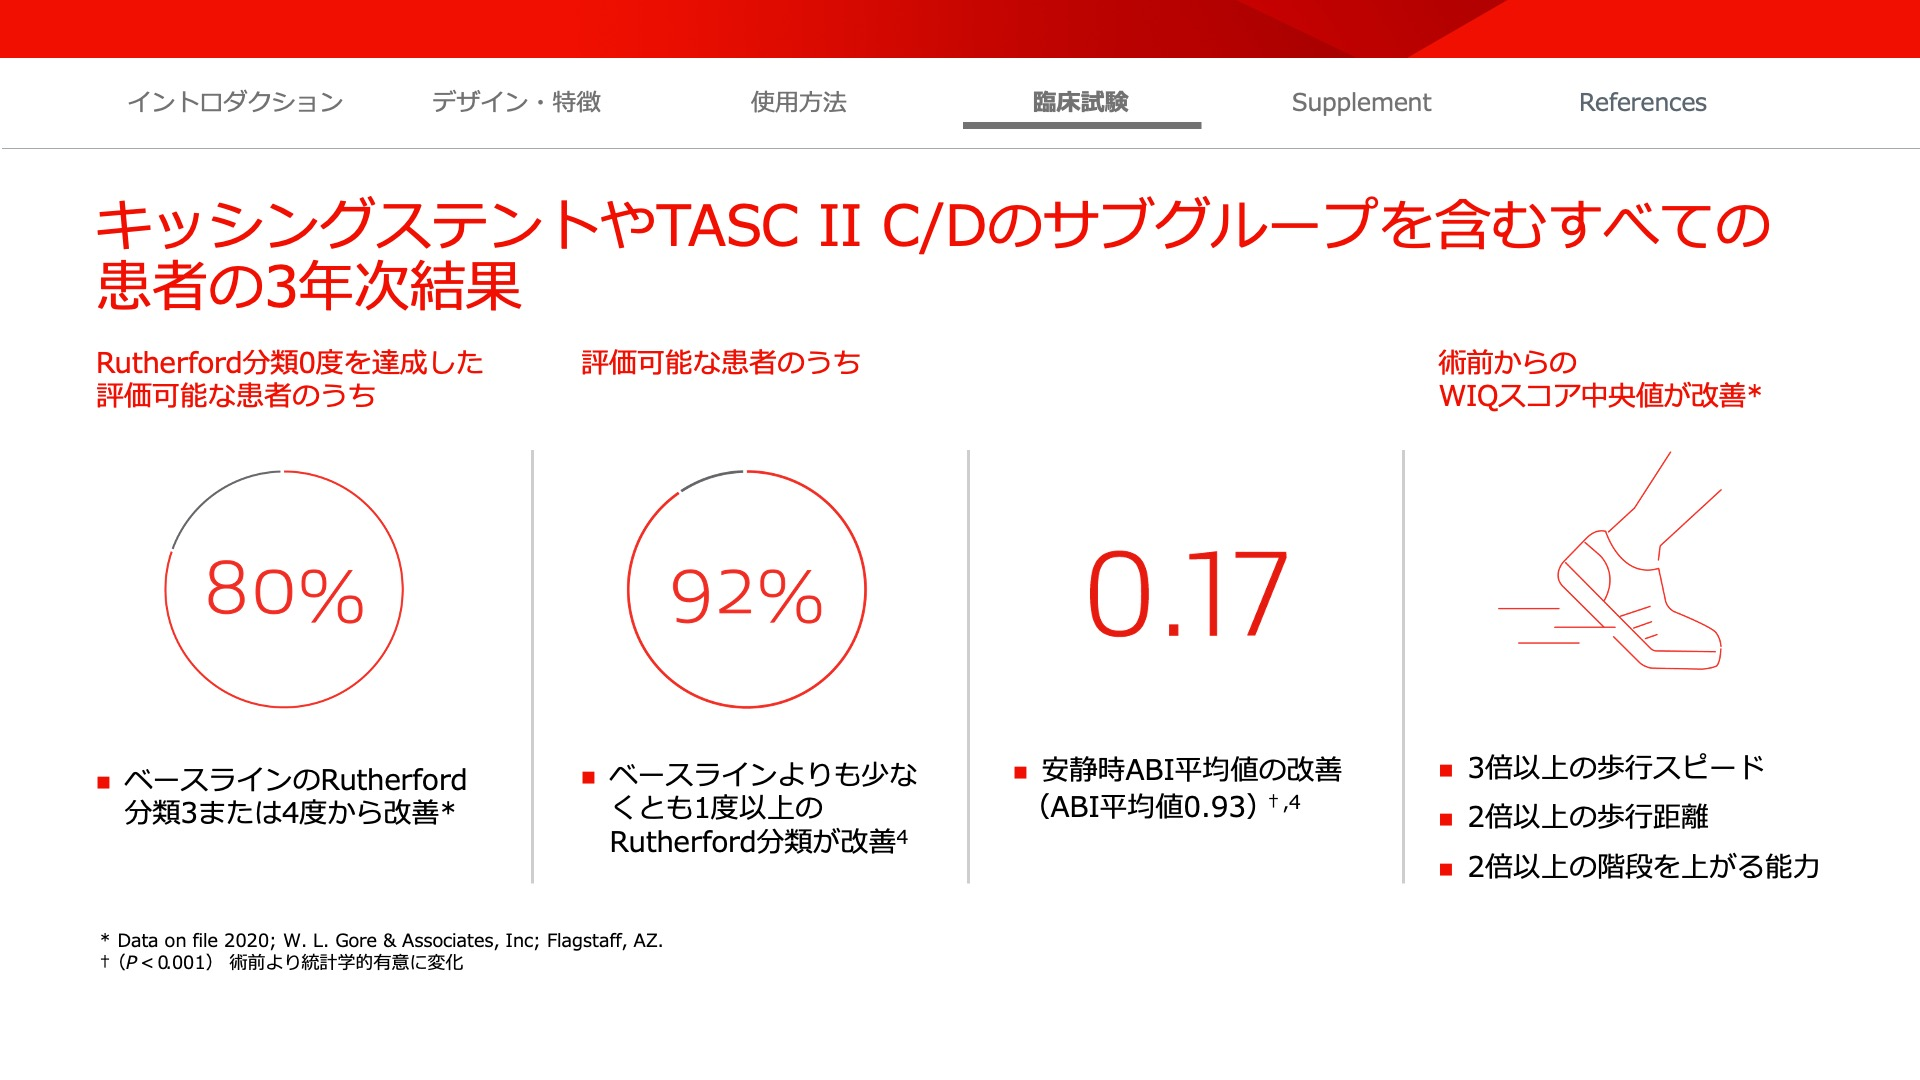 イントロダクション
デザイン・特徴
使用方法
臨床試験
Supplement
References
キッシングステントやTASC II C/Dのサブグループを含むすべての
患者の3年次結果
Rutherford分類0度を達成した
評価可能な患者のうち
80%
■ ベースラインのRutherford
分類3または4度から改善*
評価可能な患者のうち
92%
■ ベースラインよりも少な
くとも1度以上の
Rutherford分類が改善4
0.17
■ 安静時ABI平均値の改善
（ABI平均値0.93）†,4
術前からの
WIQスコア中央値が改善*
■ 3倍以上の歩行スピード
■ 2倍以上の歩行距離
■ 2倍以上の階段を上がる能力
* Data on file 2020; W. L. Gore & Associates, Inc; Flagstaff, AZ.
†（P < 0.001） 術前より統計学的有意に変化